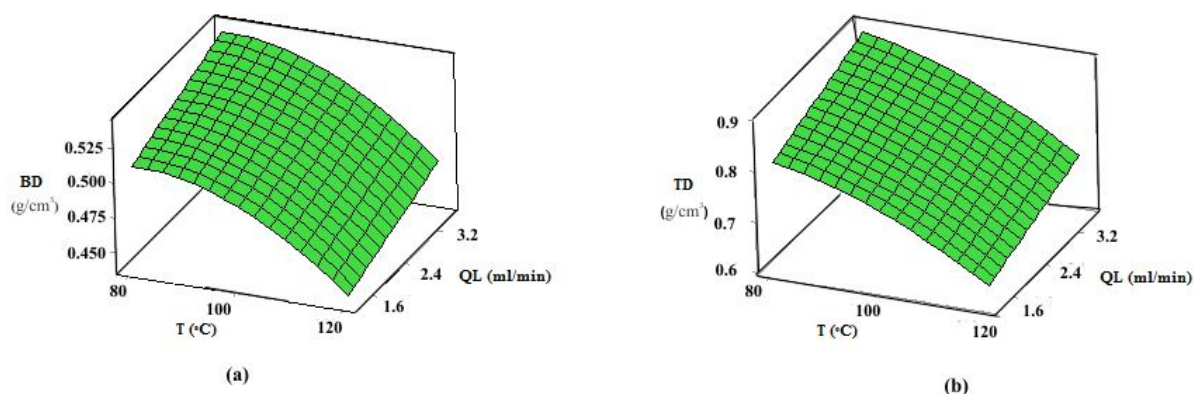 0.525
BD 0.500
(g/cm³)
0.475
0.450
80
100
120
T (°C)
1.6
2.4
3.2
QL (ml/min)
(a)
0.9
0.8
TD
(g/cm³)
0.7
0.6
80
100
120
T (°C)
1.6
2.4
3.2
QL (ml/min)
(b)